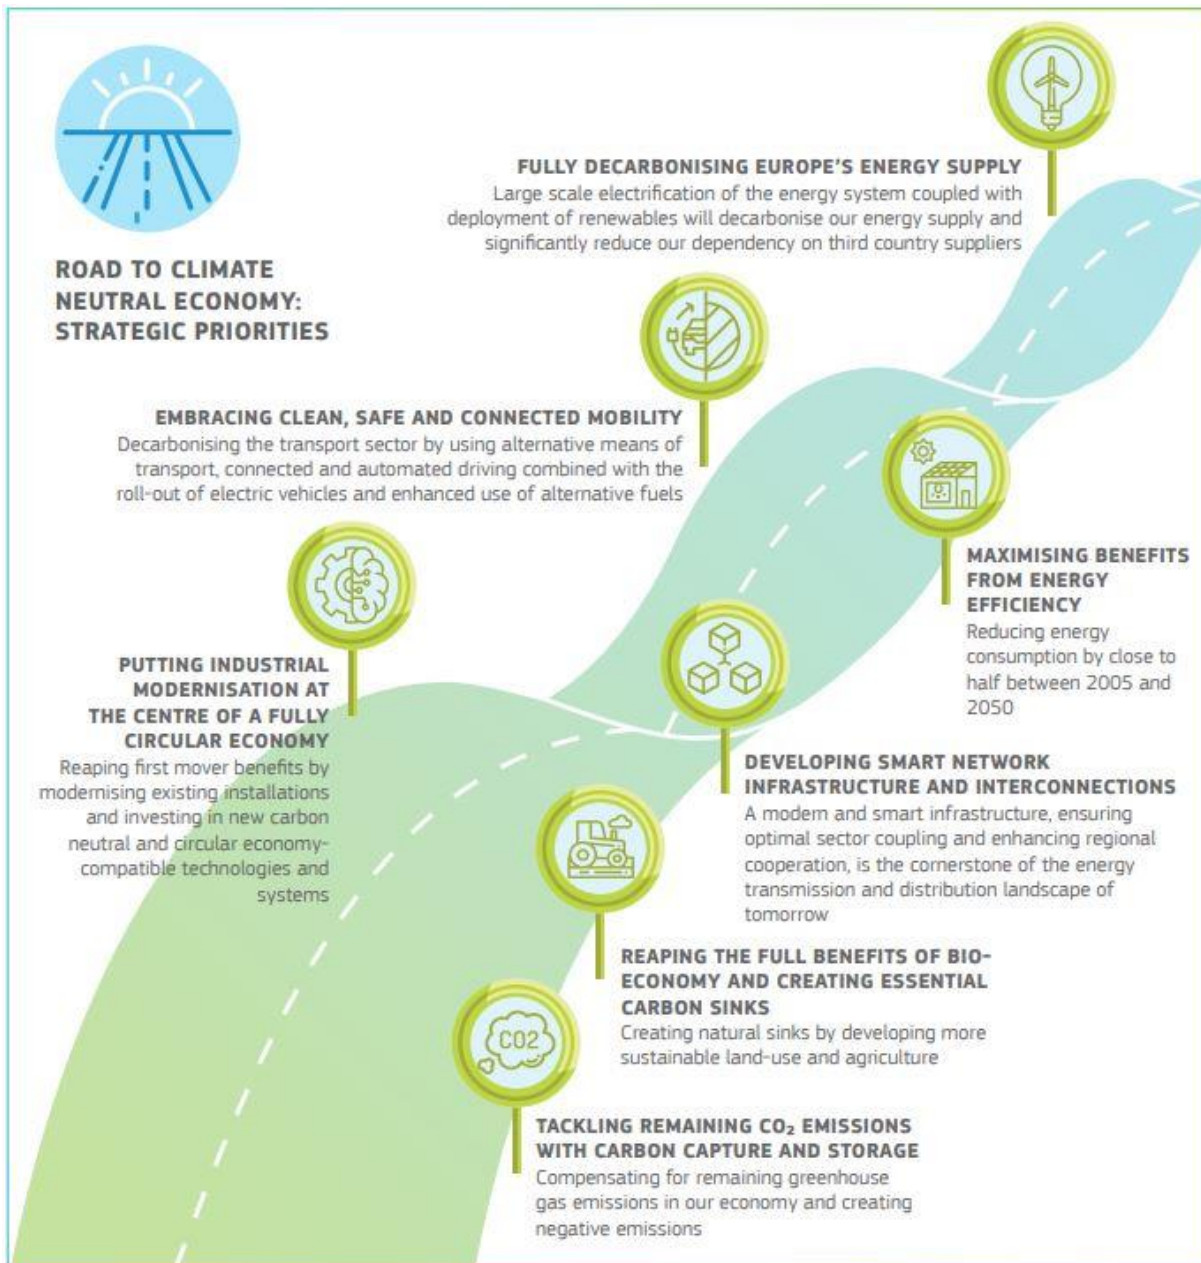 ROAD TO CLIMATE
NEUTRAL ECONOMY:
STRATEGIC PRIORITIES
FULLY DECARBONISING EUROPE'S ENERGY SUPPLY
Large scale electrification of the energy system coupled with
deployment of renewables will decarbonise our energy supply and
significantly reduce our dependency on third country suppliers
EMBRACING CLEAN, SAFE AND CONNECTED MOBILITY
Decarbonising the transport sector by using alternative means of
transport, connected and automated driving combined with the
roll-out of electric vehicles and enhanced use of alternative fuels
MAXIMISING BENEFITS
FROM ENERGY
EFFICIENCY
Reducing energy
consumption by close to
half between 2005 and
2050
PUTTING INDUSTRIAL
MODERNISATION AT
THE CENTRE OF A FULLY
CIRCULAR ECONOMY
Reaping first mover benefits by
modernising existing installations
and investing in new carbon
neutral and circular economy-
compatible technologies and
systems
DEVELOPING SMART NETWORK
INFRASTRUCTURE AND INTERCONNECTIONS
A modern and smart infrastructure, ensuring
optimal sector coupling and enhancing regional
cooperation, is the cornerstone of the energy
transmission and distribution landscape of
tomorrow
REAPING THE FULL BENEFITS OF BIO-
ECONOMY AND CREATING ESSENTIAL
CARBON SINKS
Creating natural sinks by developing more
sustainable land-use and agriculture
CO2
TACKLING REMAINING CO₂ EMISSIONS
WITH CARBON CAPTURE AND STORAGE
Compensating for remaining greenhouse
gas emissions in our economy and creating
negative emissions